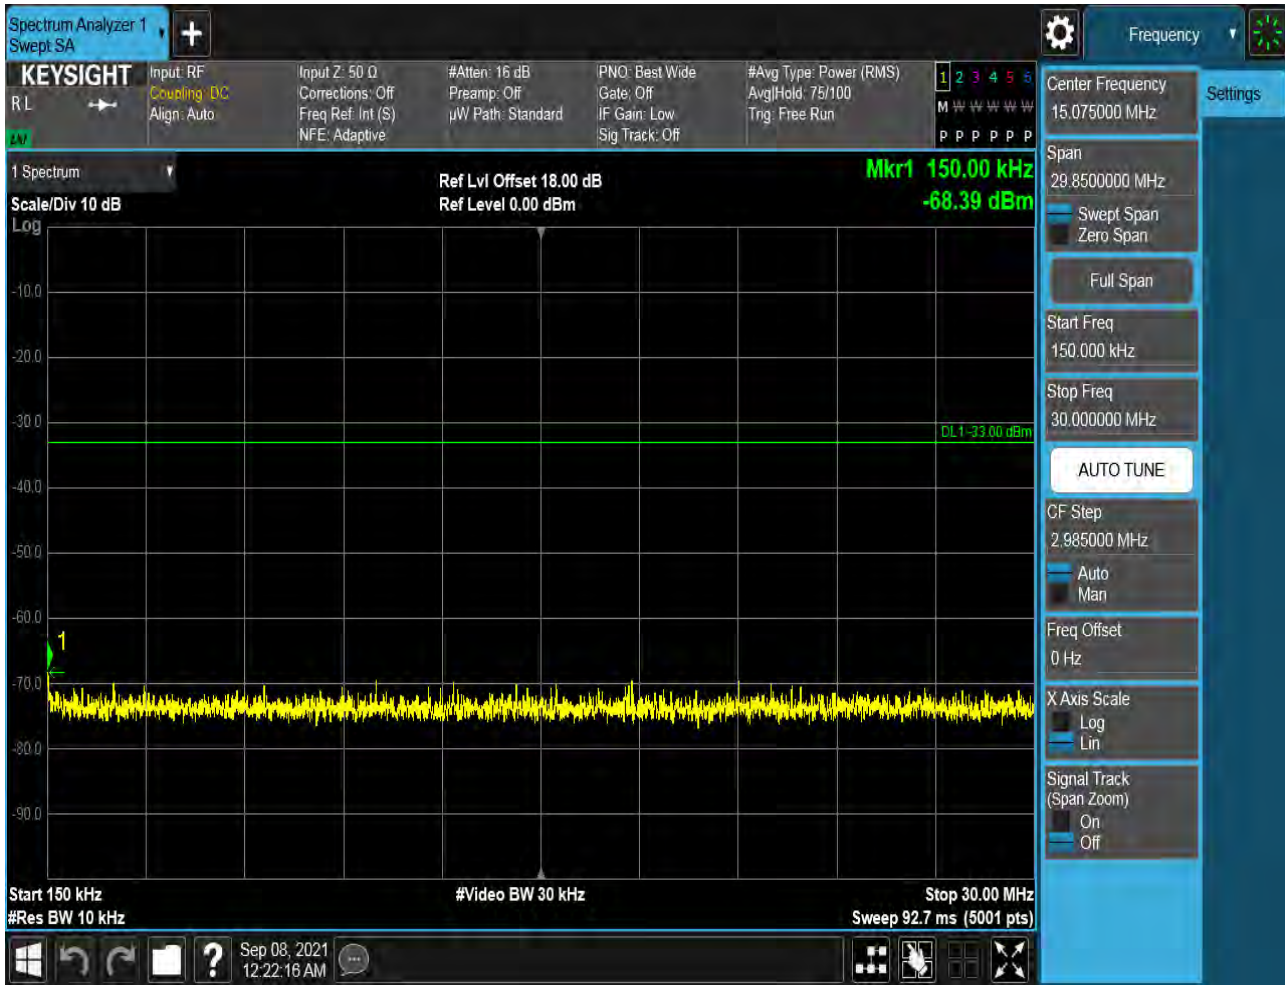 Spectrum Analyzer 1
Swept SA
+
Frequency
KEYSIGHT
R L
LNI
Input: RF
Coupling: DC
Align: Auto
Input Z: 50 Ω
Corrections: Off
Freq Ref: Int (S)
NFE: Adaptive
#Atten: 16 dB
Preamp: Off
µW Path: Standard
PNO: Best Wide
Gate: Off
IF Gain: Low
Sig Track: Off
#Avg Type: Power (RMS)
Avg|Hold: 75/100
Trig: Free Run
1 2 3 4 5 6
M W W W W W
P P P P P P
1 Spectrum
Scale/Div 10 dB
Log
Ref Lvl Offset 18.00 dB
Ref Level 0.00 dBm
Mkr1 150.00 kHz
-68.39 dBm
-10.0
-20.0
-30.0
DL1 -33.00 dBm
-40.0
-50.0
-60.0
1
-70.0
-80.0
-90.0
Start 150 kHz
#Res BW 10 kHz
#Video BW 30 kHz
Stop 30.00 MHz
Sweep 92.7 ms (5001 pts)
Center Frequency
15.075000 MHz
Settings
Span
29.8500000 MHz
Swept Span
Zero Span
Full Span
Start Freq
150.000 kHz
Stop Freq
30.000000 MHz
AUTO TUNE
CF Step
2.985000 MHz
Auto
Man
Freq Offset
0 Hz
X Axis Scale
Log
Lin
Signal Track
(Span Zoom)
On
Off
?
Sep 08, 2021
12:22:16 AM